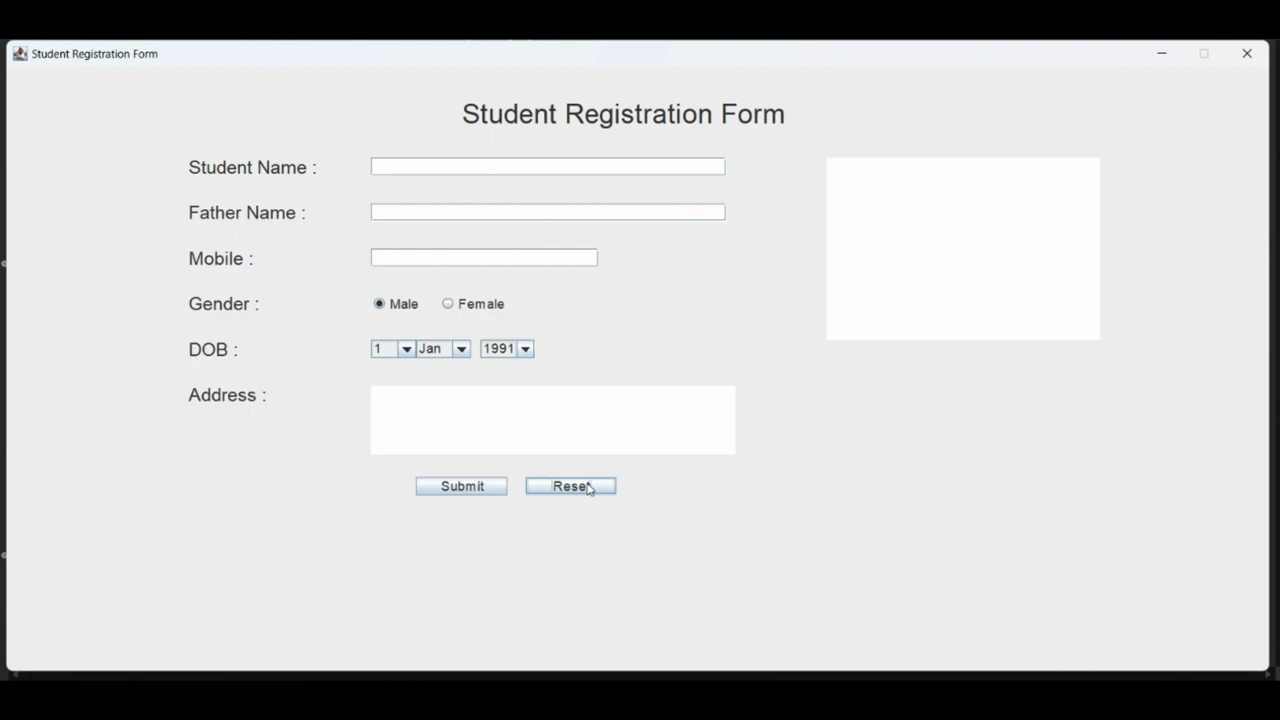 Student Registration Form
Student Registration Form
Student Name :
Father Name :
Mobile :
Gender : Male Female
DOB : 1 Jan 1991
Address :
Submit Reset